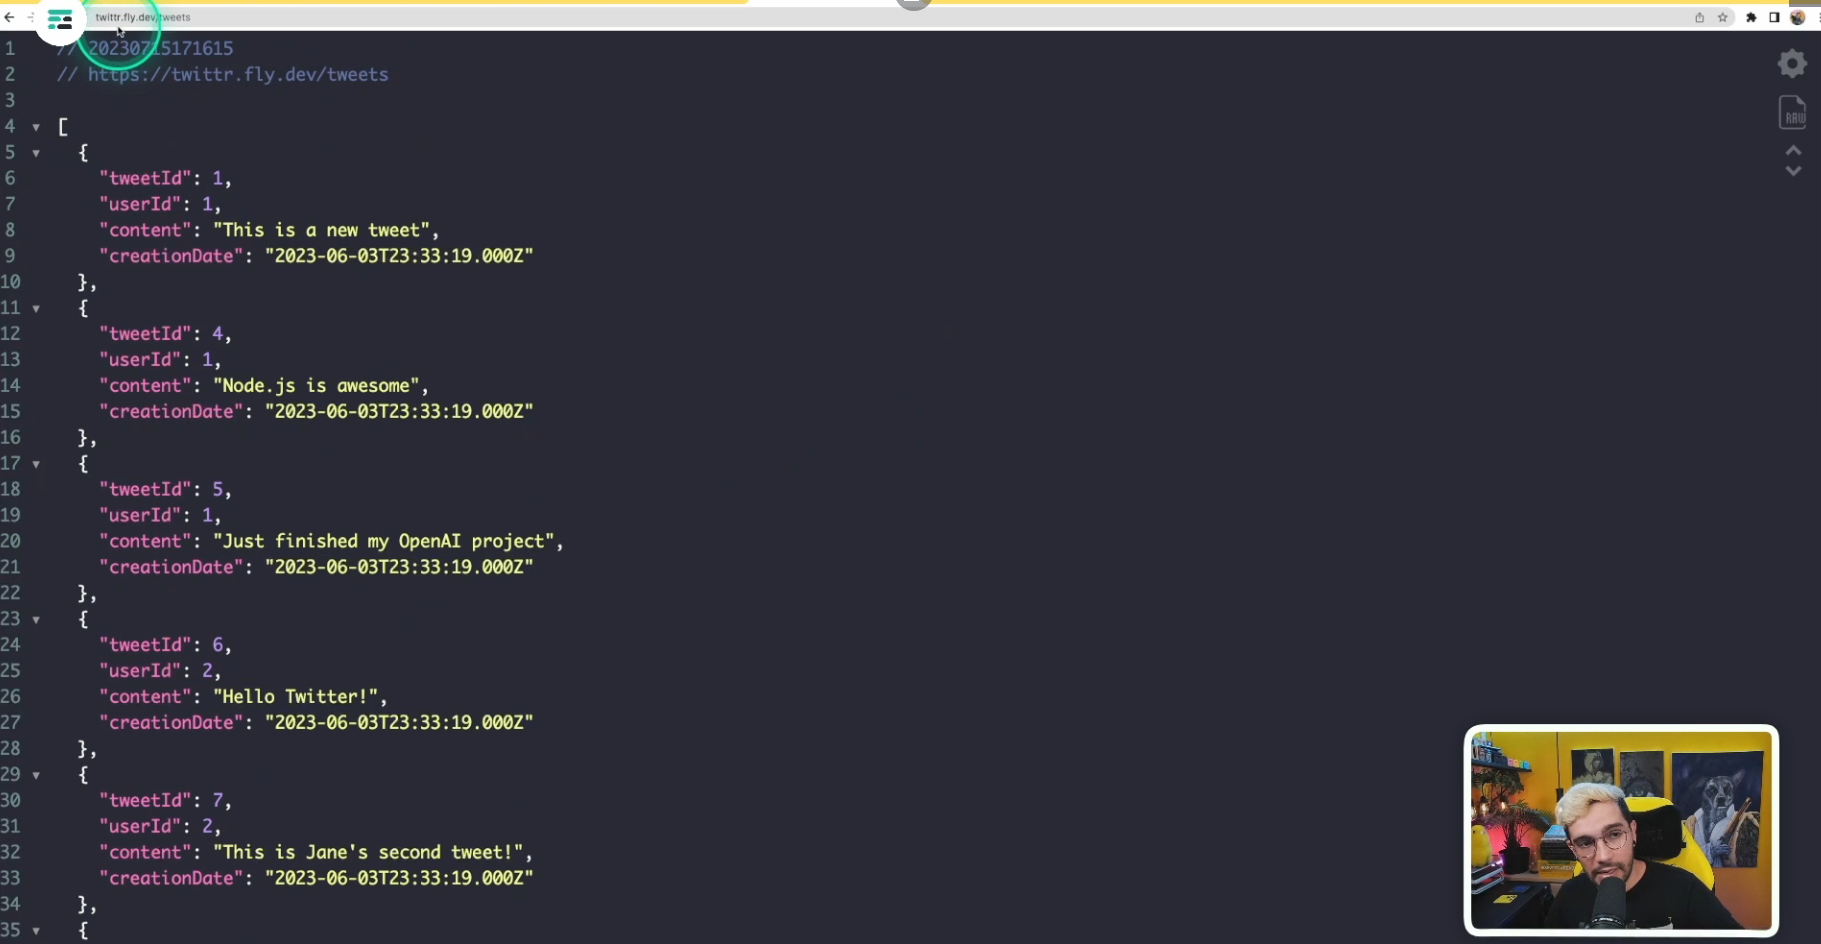 twittr.fly.dev/tweets
1 // 20230715171615
2 // https://twittr.fly.dev/tweets
3
4 [
5 {
6 "tweetId": 1,
7 "userId": 1,
8 "content": "This is a new tweet",
9 "creationDate": "2023-06-03T23:33:19.000Z"
10 },
11 {
12 "tweetId": 4,
13 "userId": 1,
14 "content": "Node.js is awesome",
15 "creationDate": "2023-06-03T23:33:19.000Z"
16 },
17 {
18 "tweetId": 5,
19 "userId": 1,
20 "content": "Just finished my OpenAI project",
21 "creationDate": "2023-06-03T23:33:19.000Z"
22 },
23 {
24 "tweetId": 6,
25 "userId": 2,
26 "content": "Hello Twitter!",
27 "creationDate": "2023-06-03T23:33:19.000Z"
28 },
29 {
30 "tweetId": 7,
31 "userId": 2,
32 "content": "This is Jane's second tweet!",
33 "creationDate": "2023-06-03T23:33:19.000Z"
34 },
35 {
RAW